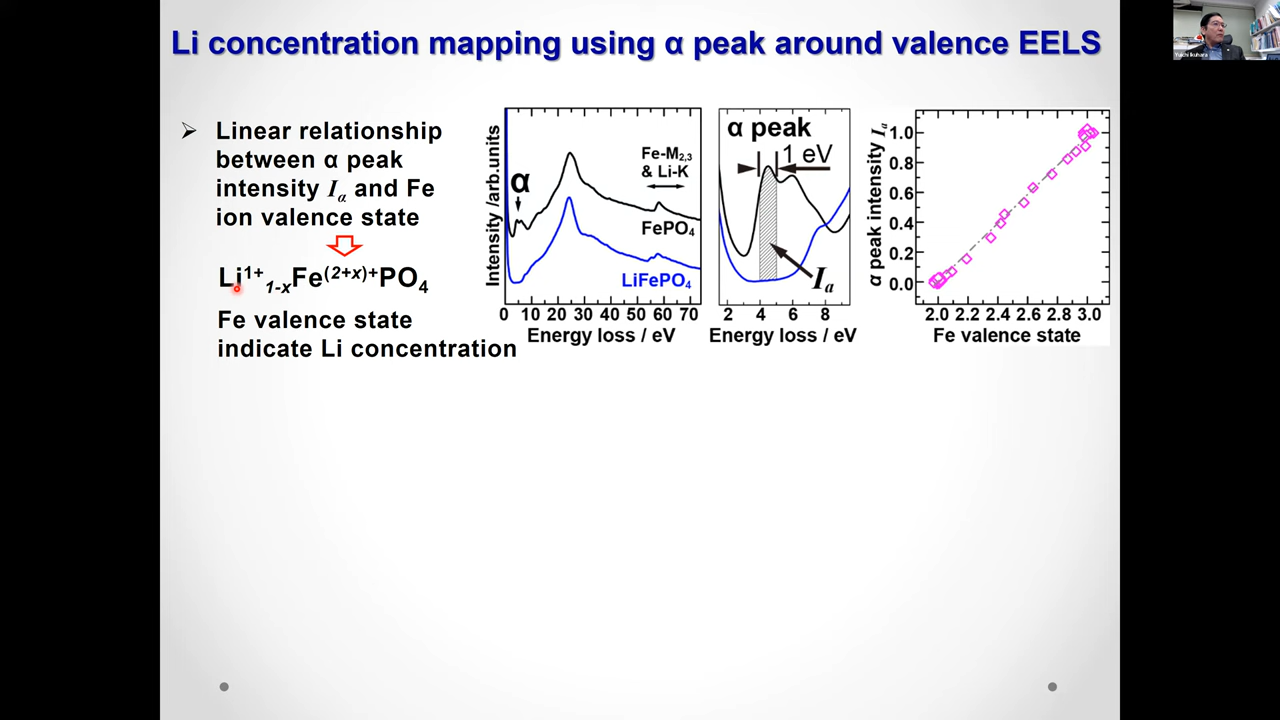 Li concentration mapping using α peak around valence EELS
Yuichi Ikuhara
➢ Linear relationship
between α peak
intensity Iα and Fe
ion valence state
Li¹⁺₁₋ₓFe⁽²⁺ˣ⁾⁺PO₄
Fe valence state
indicate Li concentration
Intensity /arb.units
α
Fe-M₂,₃
& Li-K
FePO₄
LiFePO₄
0 10 20 30 40 50 60 70
Energy loss / eV
α peak
1 eV
Iα
2 4 6 8
Energy loss / eV
α peak intensity Iα
1.0
0.8
0.6
0.4
0.2
0.0
2.0 2.2 2.4 2.6 2.8 3.0
Fe valence state